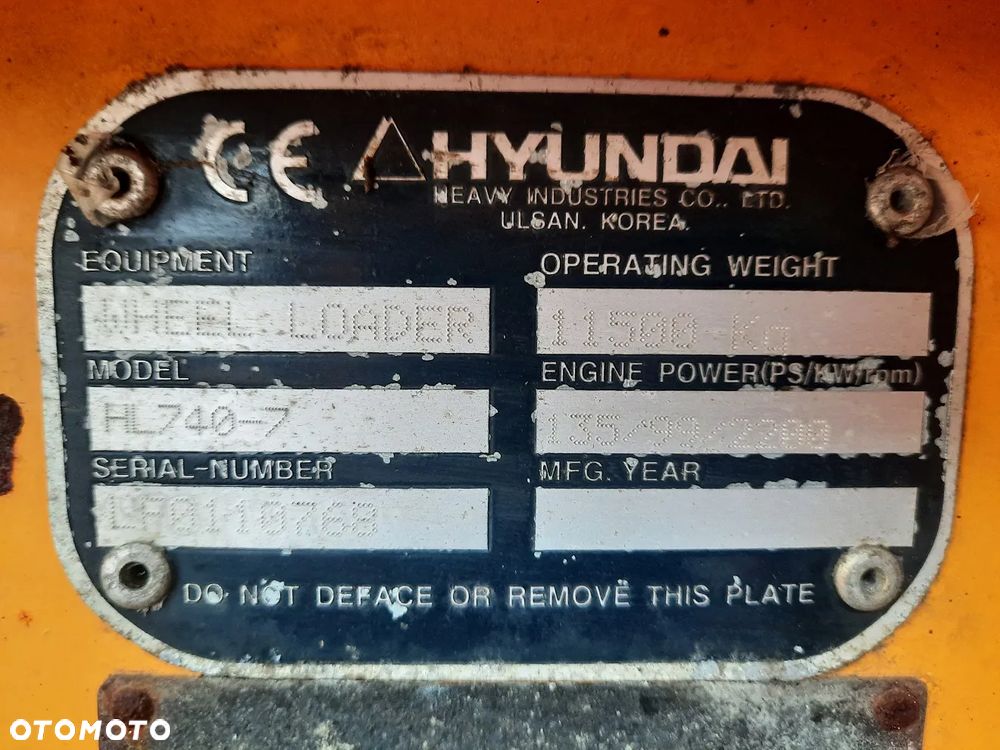 CE HYUNDAI
HEAVY INDUSTRIES CO., LTD.
ULSAN. KOREA.
EQUIPMENT
OPERATING WEIGHT
WHEEL LOADER
11500 Kg
MODEL
ENGINE POWER(PS/KW/rpm)
HL740-7
135/99/2200
SERIAL-NUMBER
MFG. YEAR
DO NOT DEFACE OR REMOVE THIS PLATE
OTOMOTO